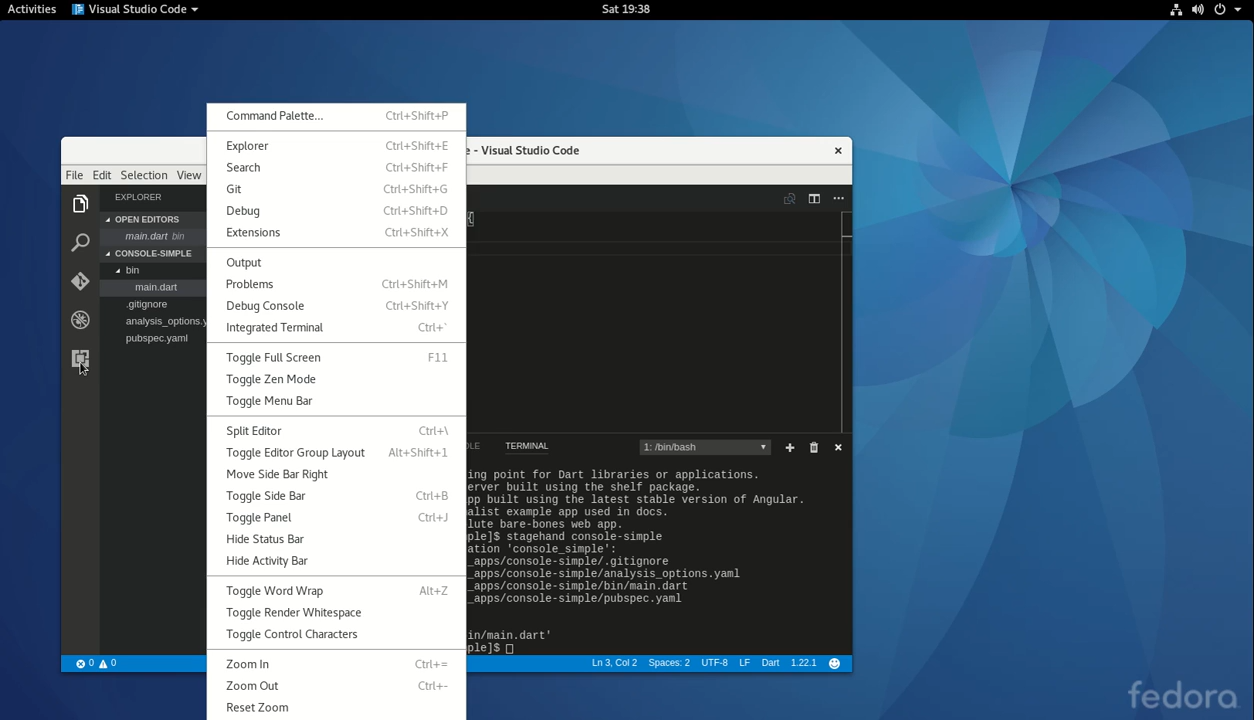 Activities Visual Studio Code Sat 19:38
- Visual Studio Code
File Edit Selection View
Command Palette... Ctrl+Shift+P
Explorer Ctrl+Shift+E
Search Ctrl+Shift+F
Git Ctrl+Shift+G
Debug Ctrl+Shift+D
Extensions Ctrl+Shift+X
Output
Problems Ctrl+Shift+M
Debug Console Ctrl+Shift+Y
Integrated Terminal Ctrl+`
Toggle Full Screen F11
Toggle Zen Mode
Toggle Menu Bar
Split Editor Ctrl+\
Toggle Editor Group Layout Alt+Shift+1
Move Side Bar Right
Toggle Side Bar Ctrl+B
Toggle Panel Ctrl+J
Hide Status Bar
Hide Activity Bar
Toggle Word Wrap Alt+Z
Toggle Render Whitespace
Toggle Control Characters
Zoom In Ctrl+=
Zoom Out Ctrl+-
Reset Zoom
EXPLORER
OPEN EDITORS
main.dart bin
CONSOLE-SIMPLE
bin
main.dart
.gitignore
analysis_options.y
pubspec.yaml
{
TERMINAL 1: /bin/bash
ing point for Dart libraries or applications.
erver built using the shelf package.
pp built using the latest stable version of Angular.
alist example app used in docs.
lute bare-bones web app.
ple]$ stagehand console-simple
ation 'console_simple':
_apps/console-simple/.gitignore
_apps/console-simple/analysis_options.yaml
_apps/console-simple/bin/main.dart
_apps/console-simple/pubspec.yaml
in/main.dart'
ple]$
0 0 Ln 3, Col 2 Spaces: 2 UTF-8 LF Dart 1.22.1
fedora